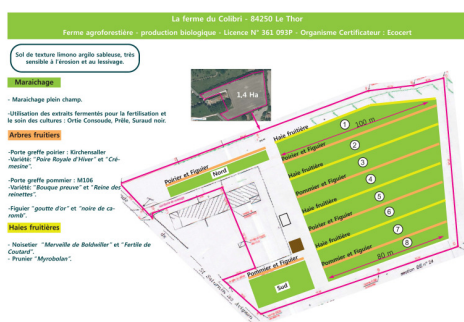 La ferme du Colibri - 84250 Le Thor
Ferme agroforestière - production biologique - Licence N° 361 093P - Organisme Certificateur : Ecocert
Sol de texture limono argilo sableuse, très
sensible à l'érosion et au lessivage.
Maraichage
- Maraichage plein champ.
-Utilisation des extraits fermentés pour la fertilisation et
le soin des cultures : Ortie Consoude, Prêle, Suraud noir.
Arbres fruitiers
-Porte greffe poirier : Kirchensaller
-Variété: "Poire Royale d'Hiver" et "Cré-
mesine".
-Porte greffe pommier : M106
-Variété: "Bouque preuve" et "Reine des
reinettes".
-Figuier "goutte d'or" et "noire de ca-
romb".
Haies fruitières
- Noisetier "Merveille de Boldwiller" et "Fertile de
Coutard".
- Prunier "Myrobolan".
1,4 Ha
Haie fruitière
1
100 m
Poirier et Figuier
2
Poirier et Figuier
Nord
Haie fruitière
3
Pommier et Figuier
4
Haie fruitière
5
Poirier et Figuier
6
Haie fruitière
7
Pommier et Figuier
8
80 m
Pommier et Figuier
Sud
section BB n° 24